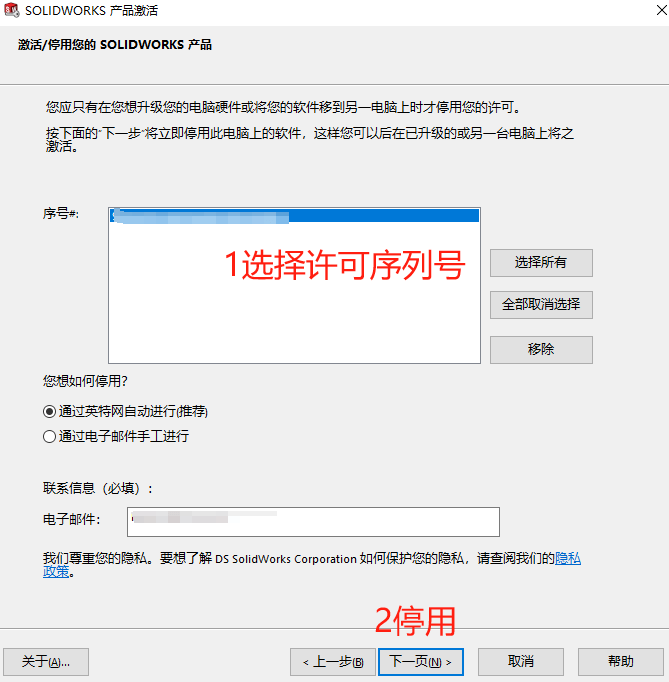 SOLIDWORKS 产品激活
激活/停用您的 SOLIDWORKS 产品
您应只有在您想升级您的电脑硬件或将您的软件移到另一电脑上时才停用您的许可。
按下面的"下一步"将立即停用此电脑上的软件，这样您可以后在已升级的或另一台电脑上将之
激活。
序号#:
1选择许可序列号
选择所有
全部取消选择
移除
您想如何停用?
通过英特网自动进行(推荐)
通过电子邮件手工进行
联系信息（必填）:
电子邮件:
我们尊重您的隐私。要想了解 DS SolidWorks Corporation 如何保护您的隐私，请查阅我们的隐私
政策。
2停用
关于(A)...
< 上一步(B)
下一页(N) >
取消
帮助